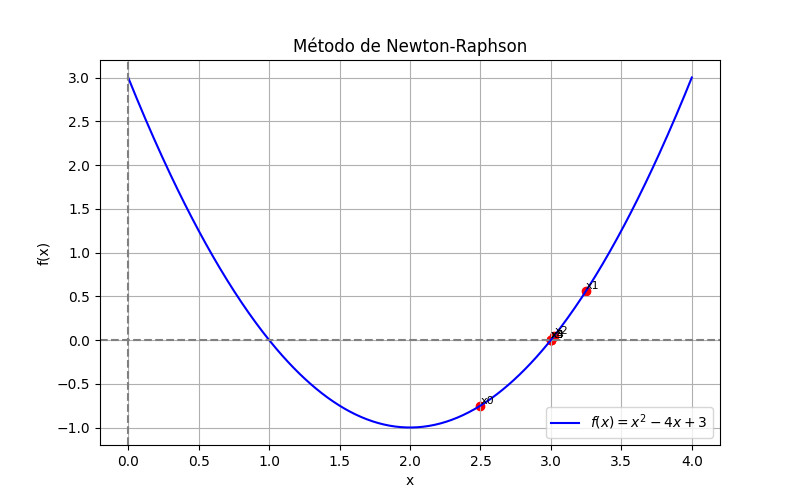 Método de Newton-Raphson
f(x)
3.0
2.5
2.0
1.5
1.0
0.5
0.0
−0.5
−1.0
x1
x2
x0
f(x) = x² − 4x + 3
0.0 0.5 1.0 1.5 2.0 2.5 3.0 3.5 4.0
x